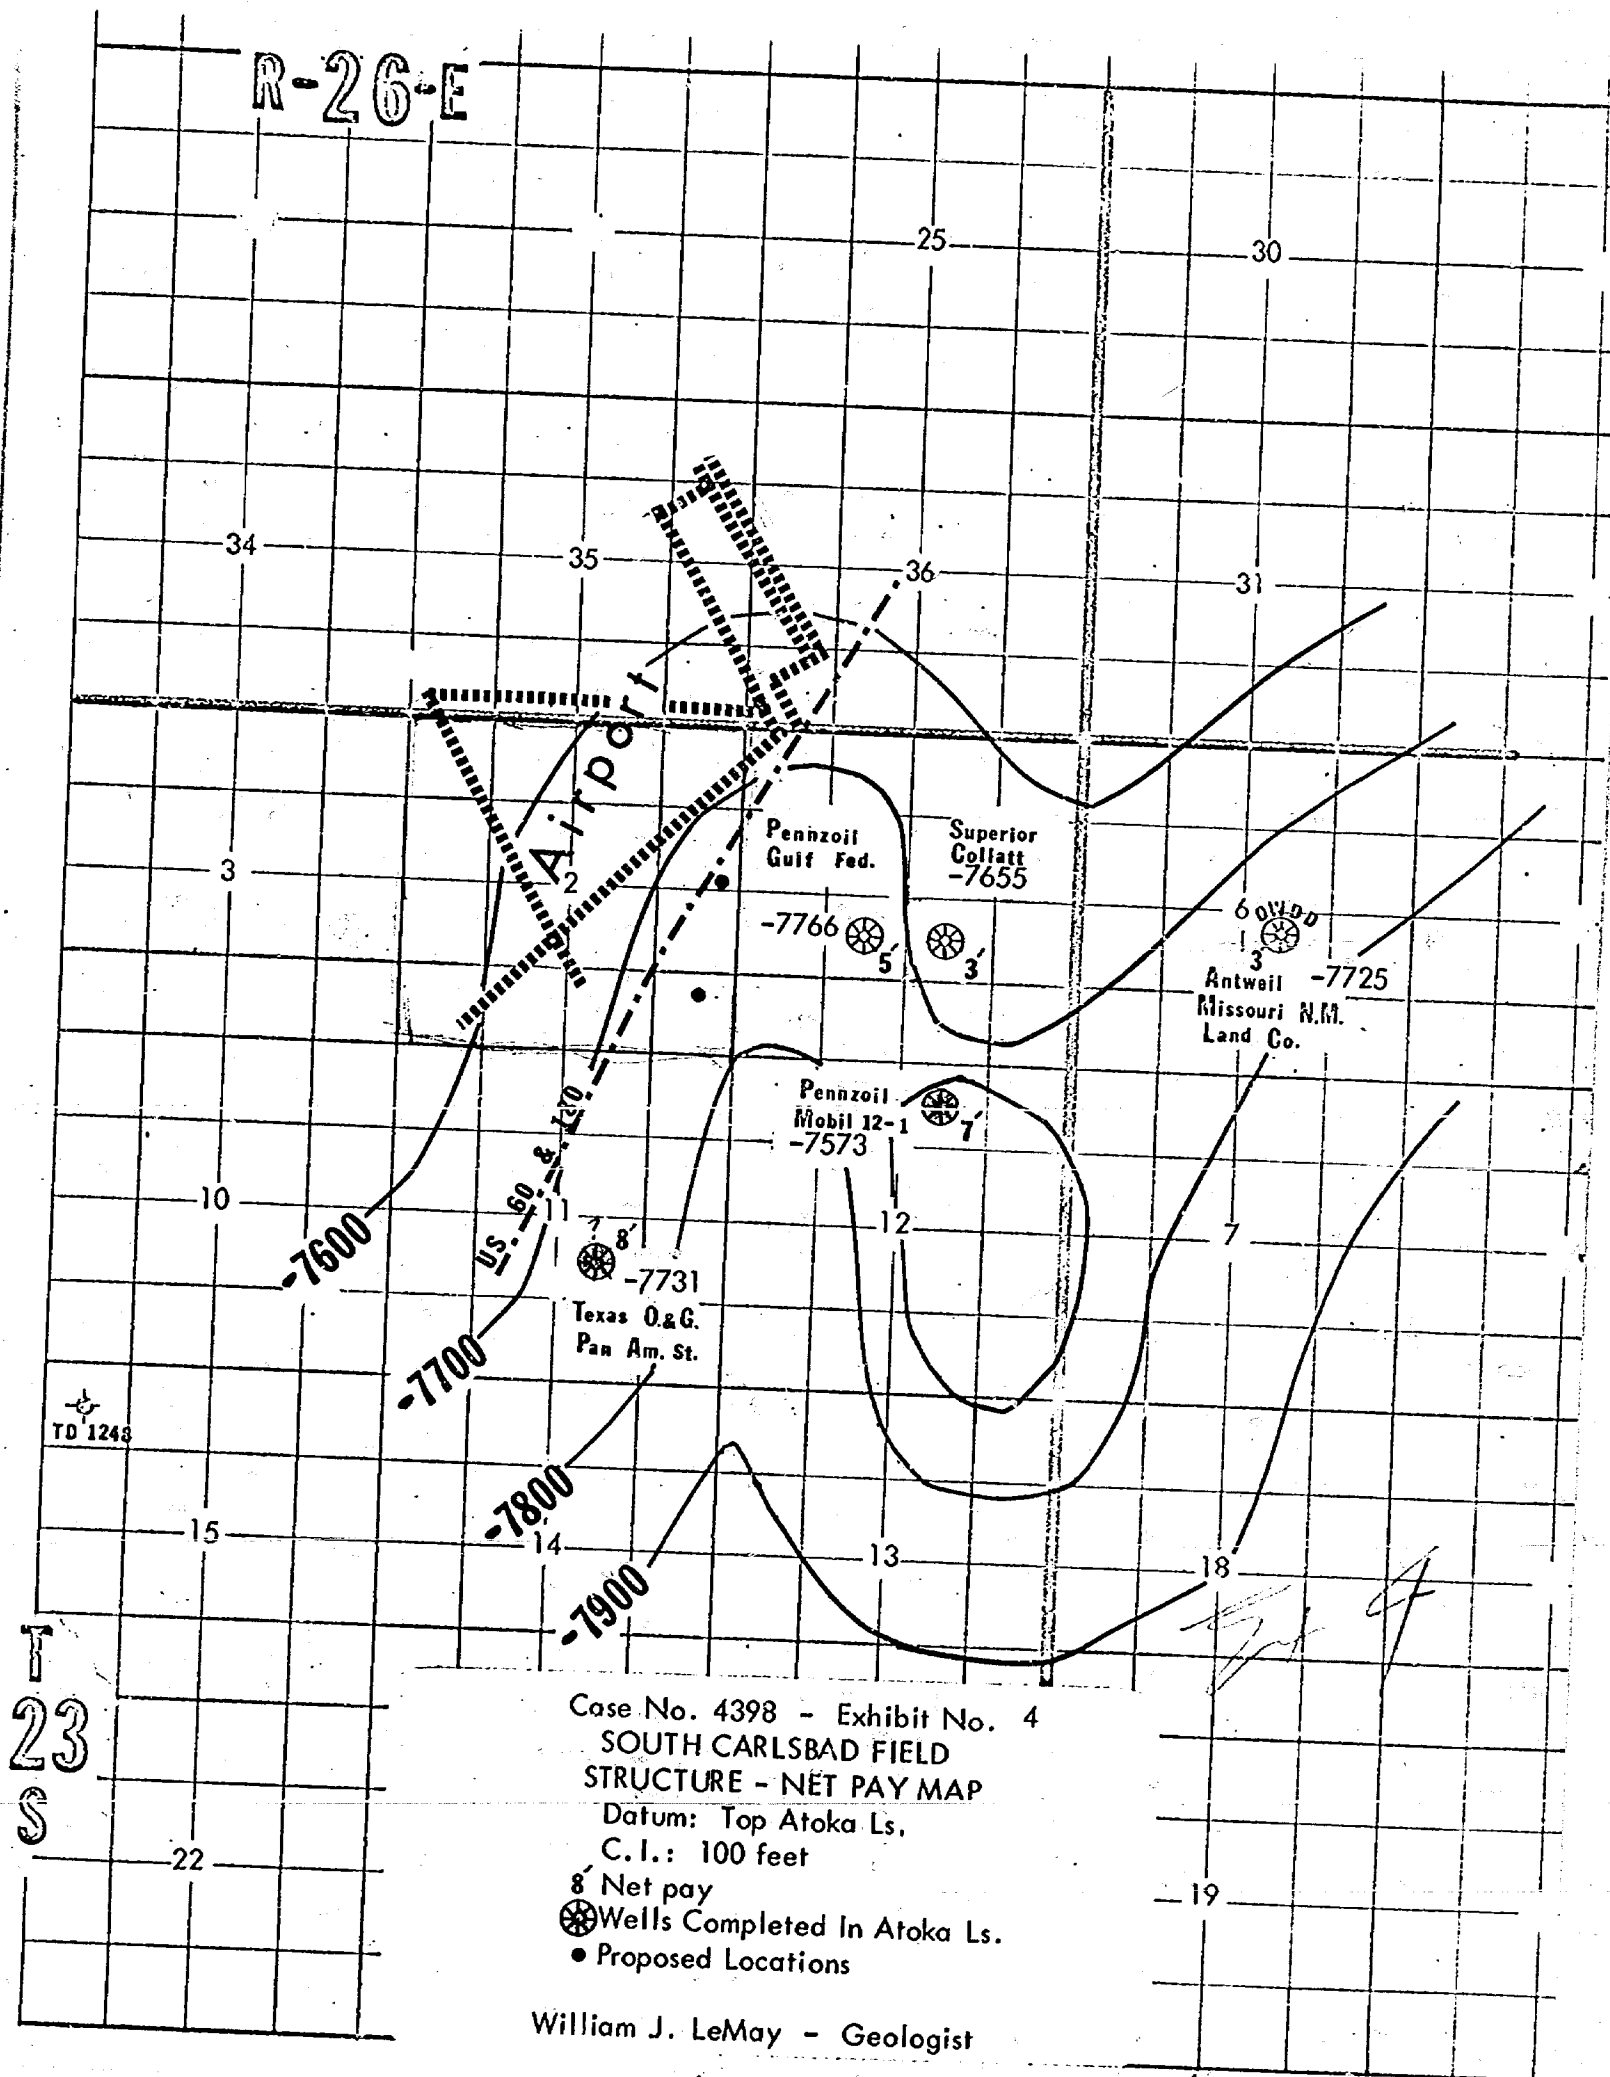 R-26-E
25
30
34
35
36
31
Airport
Pennzoil
Gulf Fed.
Superior
Collatt
-7655
3
2
-7766
5'
3'
6
OWDD
3'
Antweil
-7725
Missouri N.M.
Land Co.
Pennzoil
Mobil 12-1
-7573
7'
US 60 &
10
11
12
7
8'
-7731
Texas O.&G.
Pan Am. St.
-7600
-7700
-7800
-7900
TD 1248
15
14
13
18
T
23
S
22
19
Case No. 4398 - Exhibit No. 4
SOUTH CARLSBAD FIELD
STRUCTURE - NET PAY MAP
Datum: Top Atoka Ls.
C.I.: 100 feet
8' Net pay
Wells Completed in Atoka Ls.
Proposed Locations
William J. LeMay - Geologist